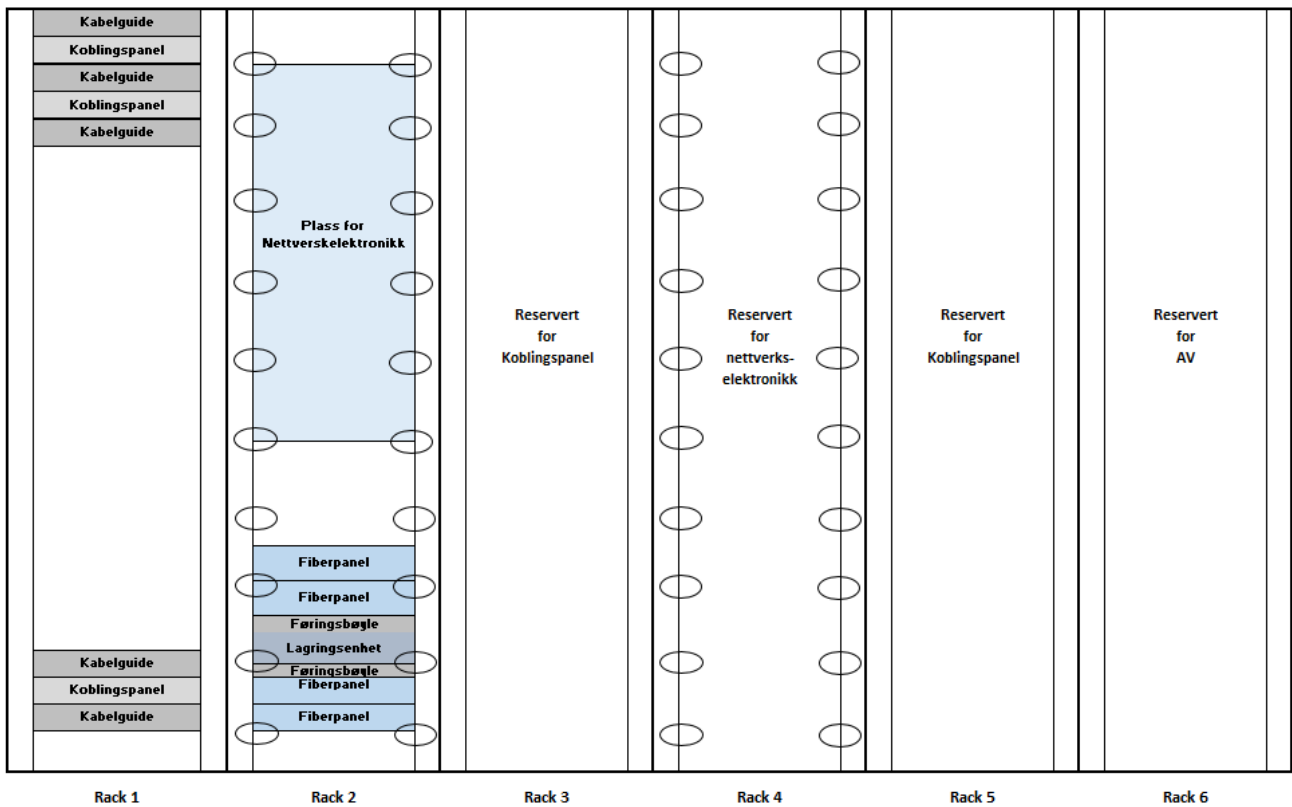 Kabelguide
Koblingspanel
Kabelguide
Koblingspanel
Kabelguide
Kabelguide
Koblingspanel
Kabelguide
Plass for
Nettverskelektronikk
Fiberpanel
Fiberpanel
Føringsbøyle
Lagringsenhet
Føringsbøyle
Fiberpanel
Fiberpanel
Reservert
for
Koblingspanel
Reservert
for
nettverks-
elektronikk
Reservert
for
Koblingspanel
Reservert
for
AV
Rack 1
Rack 2
Rack 3
Rack 4
Rack 5
Rack 6